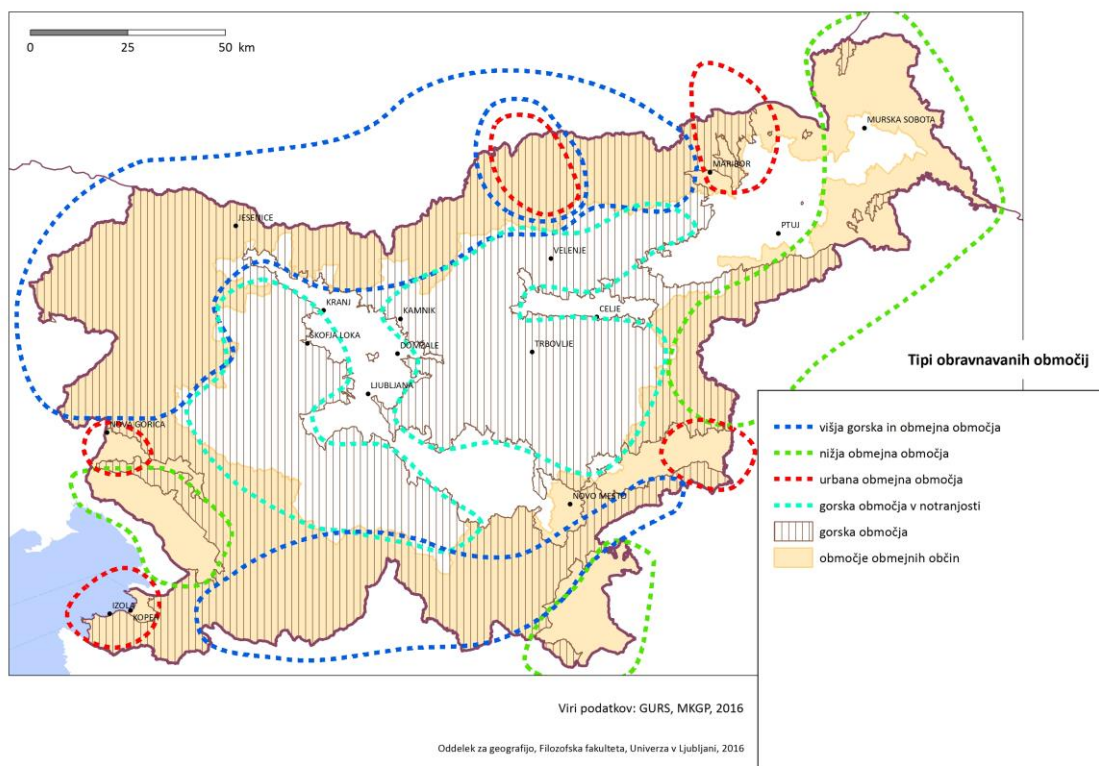 0 25 50 km
MURSKA SOBOTA
MARIBOR
JESENICE
PTUJ
VELENJE
KRANJ
KAMNIK
CELJE
ŠKOFJA LOKA
DOMŽALE
TRBOVLJE
Tipi obravnavanih območij
LJUBLJANA
NOVA GORICA
višja gorska in obmejna območja
nižja obmejna območja
urbana obmejna območja
NOVO MESTO
gorska območja v notranjosti
gorska območja
območje obmejnih občin
IZOLA
KOPER
Viri podatkov: GURS, MKGP, 2016
Oddelek za geografijo, Filozofska fakulteta, Univerza v Ljubljani, 2016